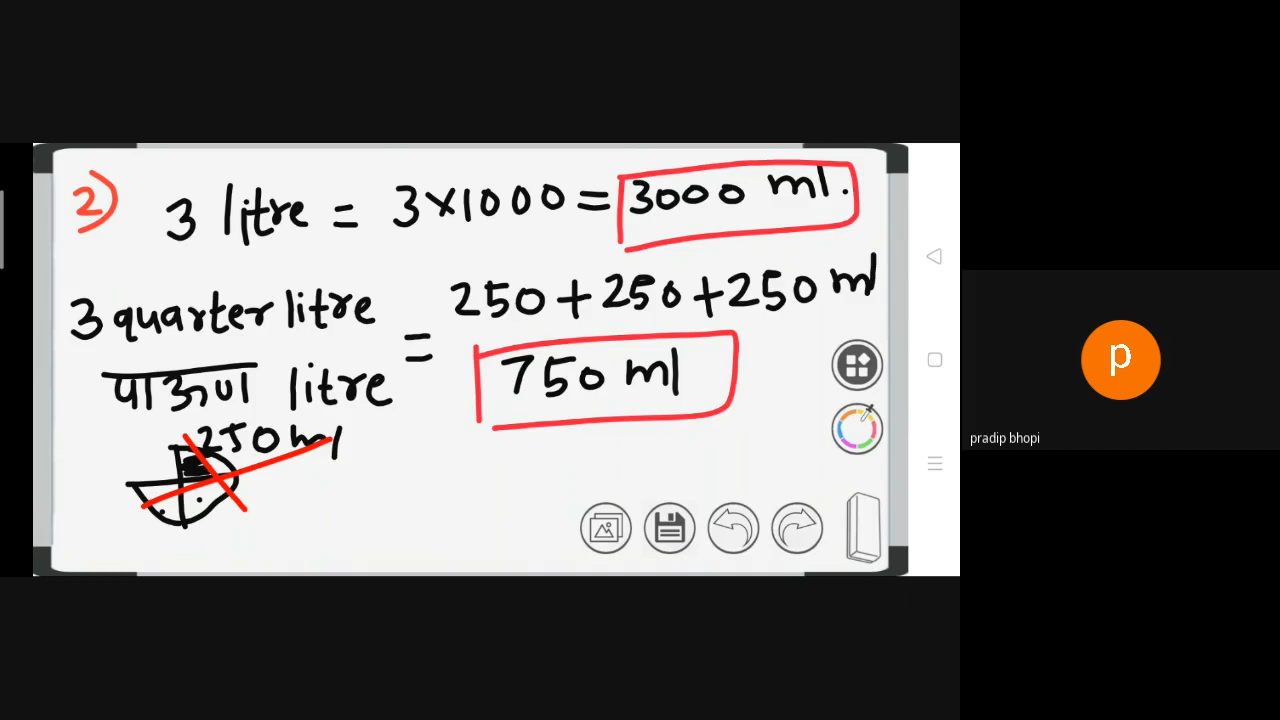 2) 3 litre = 3×1000 = 3000 ml.
3 quarter litre = 250 + 250 + 250 ml
पाऊण litre 750 ml
250 ml
p
pradip bhopi